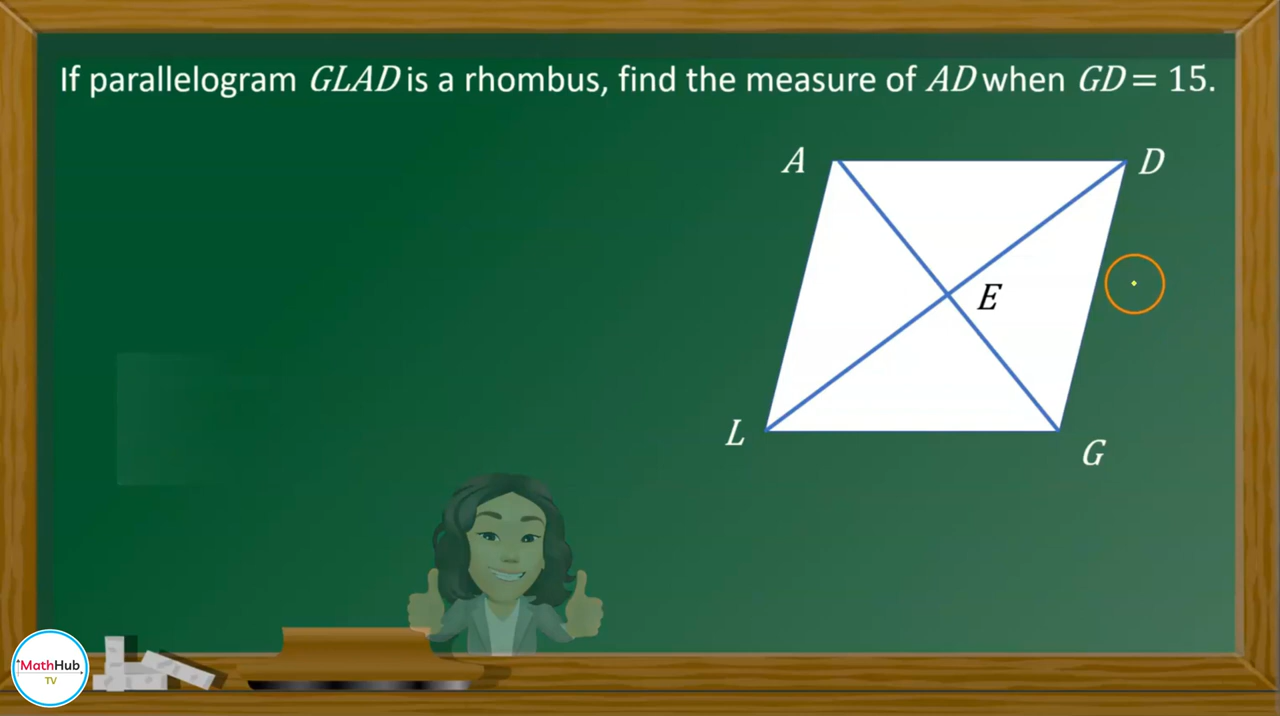 If parallelogram GLAD is a rhombus, find the measure of AD when GD = 15.
A
D
E
L
G
MathHub
TV